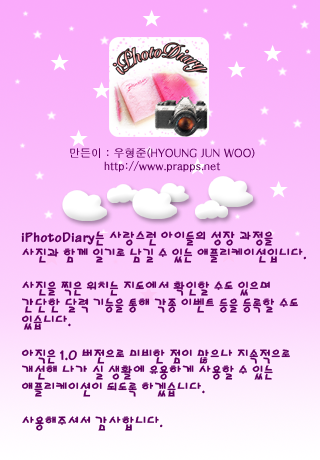 iPhotoDiary
만든이 : 우형준(HYOUNG JUN WOO)
http://www.prapps.net
iPhotoDiary는 사랑스런 아이들의 성장 과정을
사진과 함께 일기로 남길 수 있는 애플리케이션입니다.
사진을 찍은 위치는 지도에서 확인할 수도 있으며
간단한 달력 기능을 통해 각종 이벤트 등을 등록할 수도
있습니다.
아직은 1.0 버전으로 미비한 점이 많으나 지속적으로
개선해 나가 실 생활에 유용하게 사용할 수 있는
애플리케이션이 되도록 하겠습니다.
사용해주셔서 감사합니다.